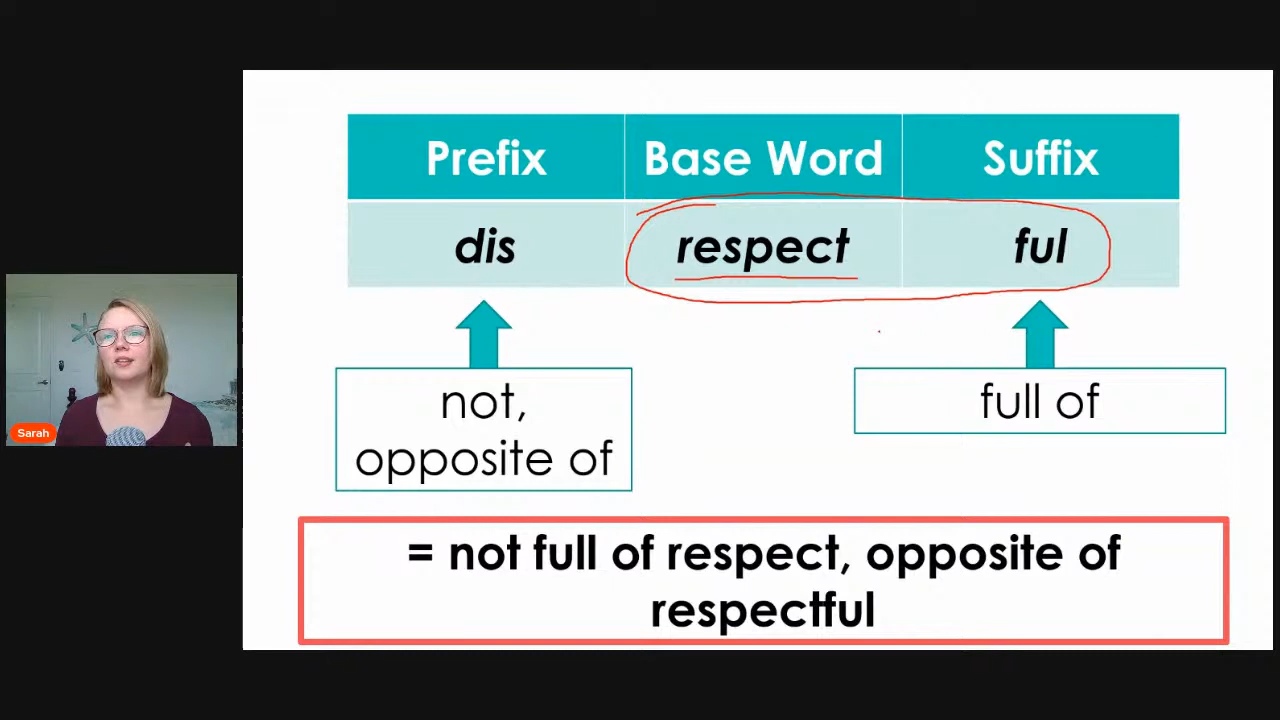 Prefix Base Word Suffix
dis respect ful
not,
opposite of
full of
Sarah
= not full of respect, opposite of
respectful